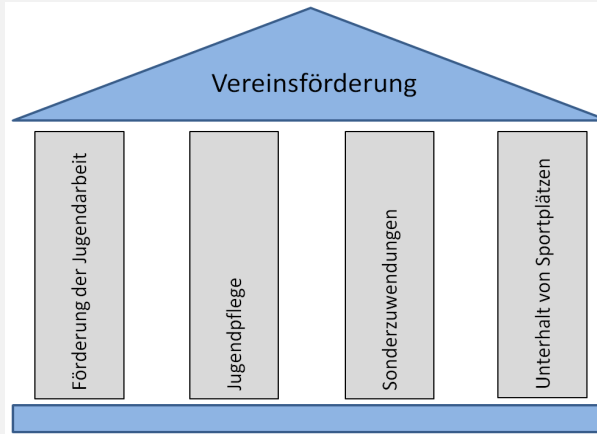 Vereinsförderung
Förderung der Jugendarbeit
Jugendpflege
Sonderzuwendungen
Unterhalt von Sportplätzen